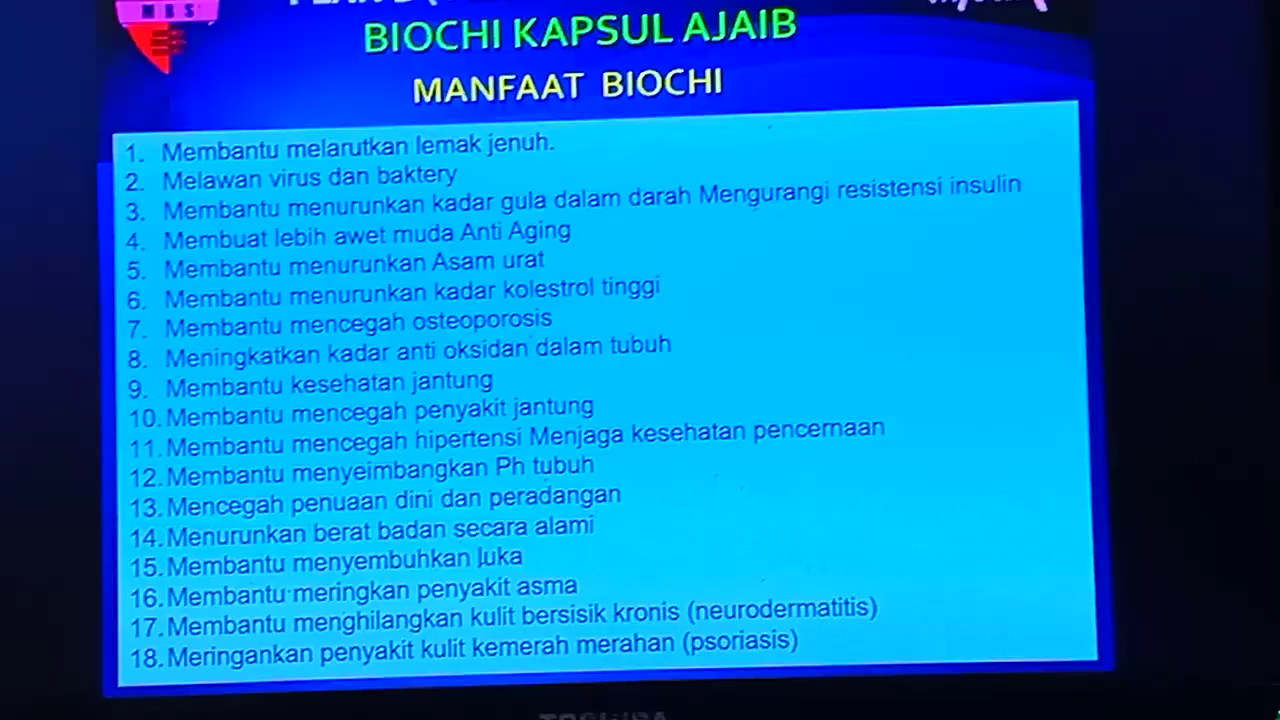 MBS
BIOCHI KAPSUL AJAIB
MANFAAT BIOCHI
1. Membantu melarutkan lemak jenuh.
2. Melawan virus dan baktery
3. Membantu menurunkan kadar gula dalam darah Mengurangi resistensi insulin
4. Membuat lebih awet muda Anti Aging
5. Membantu menurunkan Asam urat
6. Membantu menurunkan kadar kolestrol tinggi
7. Membantu mencegah osteoporosis
8. Meningkatkan kadar anti oksidan dalam tubuh
9. Membantu kesehatan jantung
10. Membantu mencegah penyakit jantung
11. Membantu mencegah hipertensi Menjaga kesehatan pencernaan
12. Membantu menyeimbangkan Ph tubuh
13. Mencegah penuaan dini dan peradangan
14. Menurunkan berat badan secara alami
15. Membantu menyembuhkan luka
16. Membantu meringkan penyakit asma
17. Membantu menghilangkan kulit bersisik kronis (neurodermatitis)
18. Meringankan penyakit kulit kemerah merahan (psoriasis)